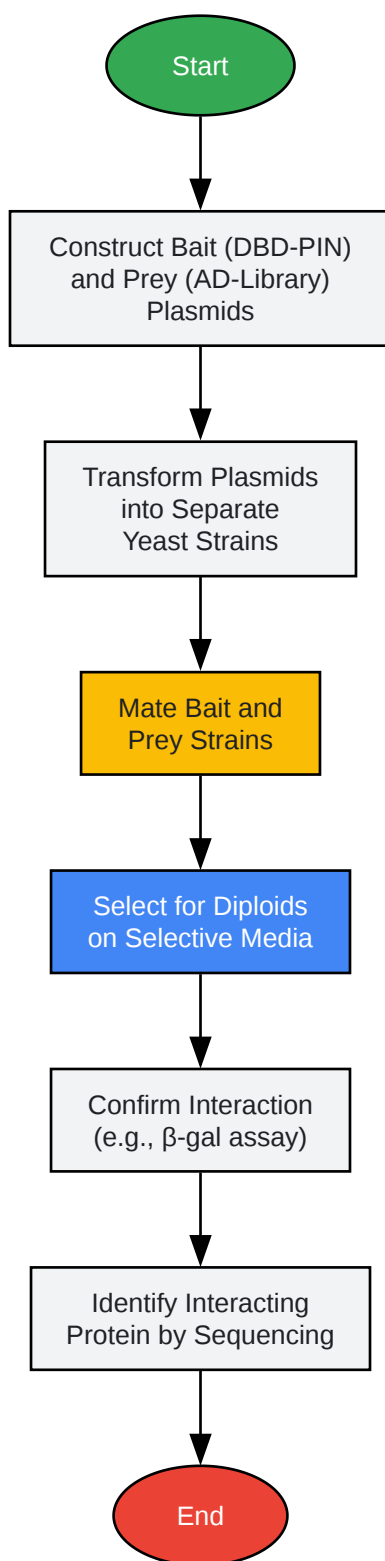 Start
Construct Bait (DBD-PIN)
and Prey (AD-Library)
Plasmids
Transform Plasmids
into Separate
Yeast Strains
Mate Bait and
Prey Strains
Select for Diploids
on Selective Media
Confirm Interaction
(e.g., β-gal assay)
Identify Interacting
Protein by Sequencing
End